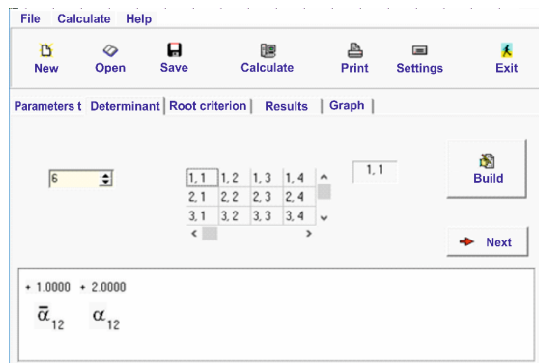 File Calculate Help
New Open Save Calculate Print Settings Exit
Parameters t Determinant Root criterion Results Graph
6
1, 1 1, 2 1, 3 1, 4
2, 1 2, 2 2, 3 2, 4
3, 1 3, 2 3, 3 3, 4
1, 1
Build
Next
+ 1.0000 + 2.0000
ᾱ12 α12